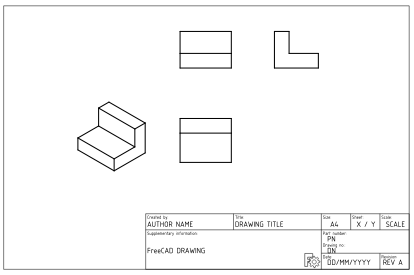 Created by
AUTHOR NAME
Title
DRAWING TITLE
Size
A4
Sheet
X / Y
Scale
SCALE
Supplementary information
FreeCAD DRAWING
Part number
PN
Drawing no.
DN
Date
DD/MM/YYYY
Revision
REV A